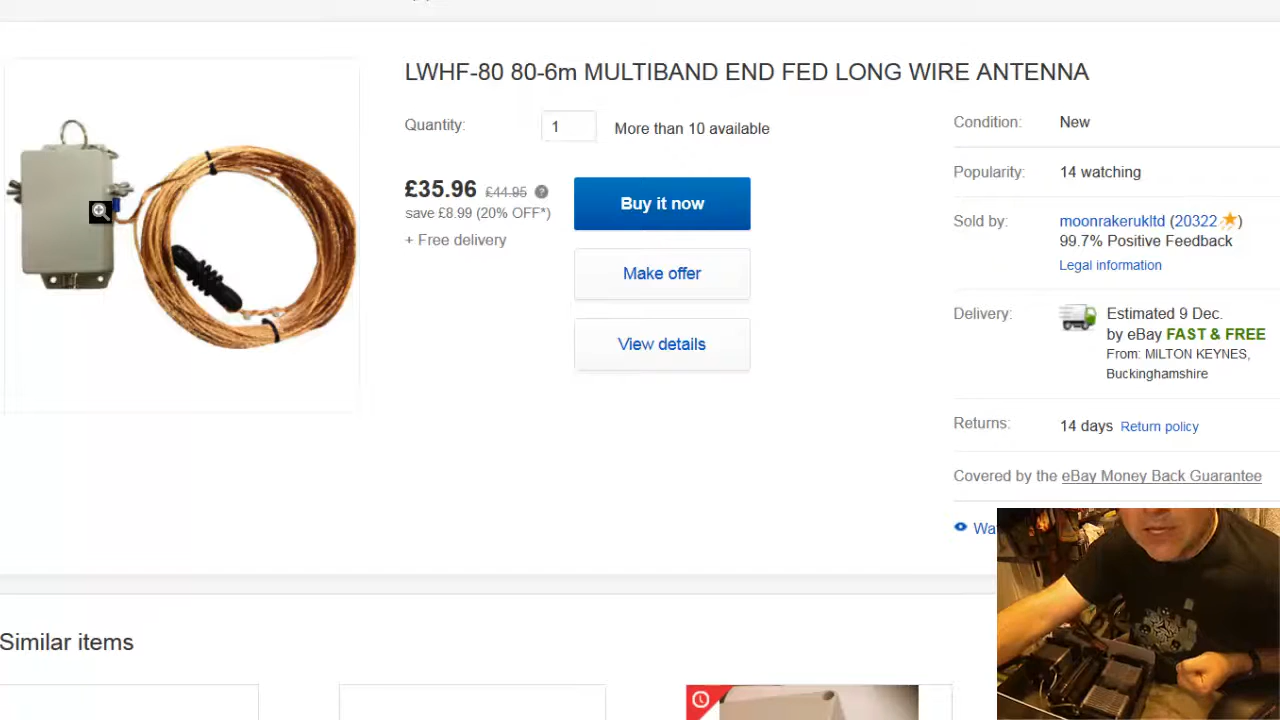 LWHF-80 80-6m MULTIBAND END FED LONG WIRE ANTENNA
Quantity:
1
More than 10 available
£35.96 £44.95
save £8.99 (20% OFF*)
+ Free delivery
Buy it now
Make offer
View details
Condition: New
Popularity: 14 watching
Sold by: moonrakerukltd (20322)
99.7% Positive Feedback
Legal information
Delivery: Estimated 9 Dec.
by eBay FAST & FREE
From: MILTON KEYNES,
Buckinghamshire
Returns: 14 days Return policy
Covered by the eBay Money Back Guarantee
Similar items